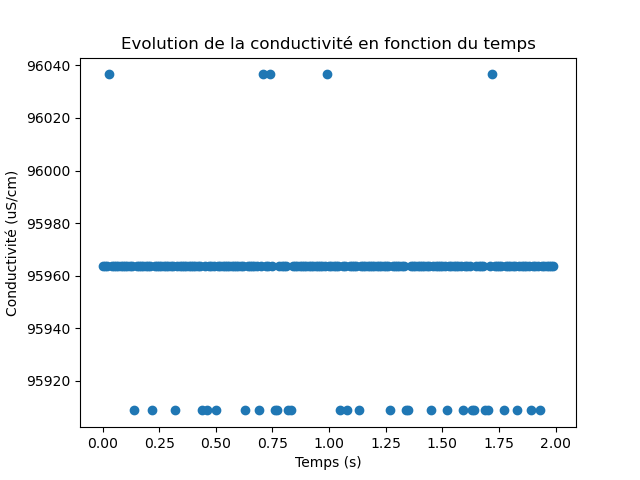 Evolution de la conductivité en fonction du temps
96040
96020
96000
95980
95960
95940
95920
Conductivité (uS/cm)
0.00 0.25 0.50 0.75 1.00 1.25 1.50 1.75 2.00
Temps (s)